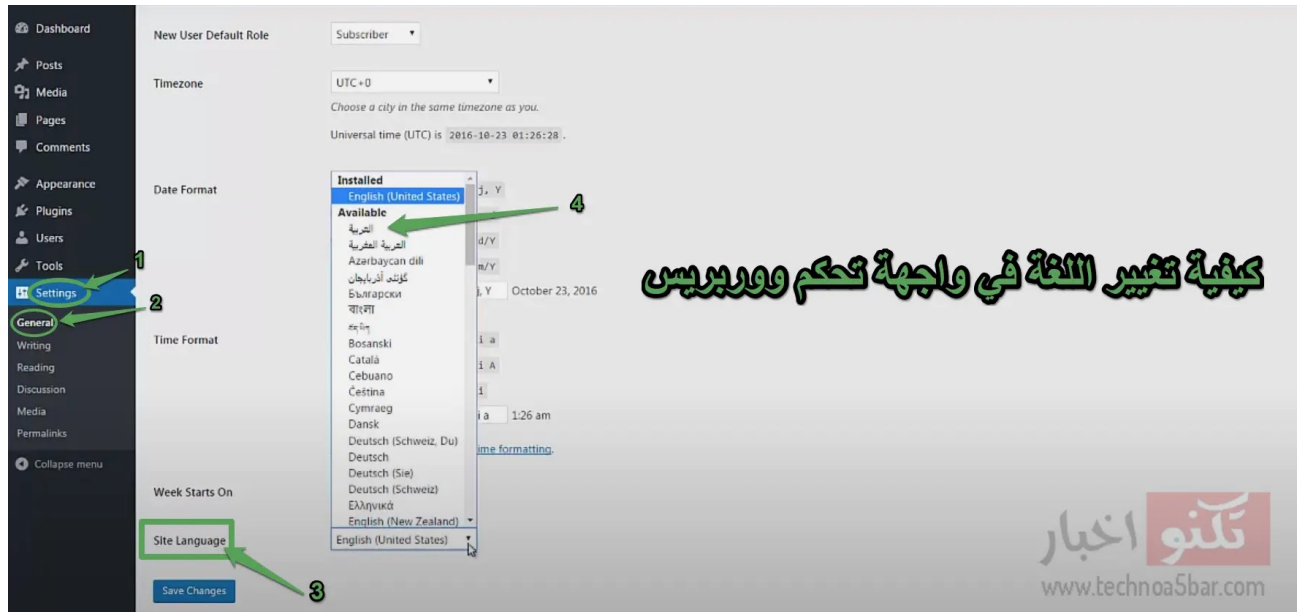 Dashboard
Posts
Media
Pages
Comments
Appearance
Plugins
Users
Tools
Settings
General
Writing
Reading
Discussion
Media
Permalinks
Collapse menu
1
2
New User Default Role
Subscriber
Timezone
UTC+0
Choose a city in the same timezone as you.
Universal time (UTC) is 2016-10-23 01:26:28 .
Date Format
j, Y
d/Y
m/Y
j, Y October 23, 2016
Installed
English (United States)
Available
العربية
العربية المغربية
Azərbaycan dili
گؤنئی آذربایجان
Български
বাংলা
Bosanski
Català
Cebuano
Čeština
Cymraeg
Dansk
Deutsch (Schweiz, Du)
Deutsch
Deutsch (Sie)
Deutsch (Schweiz)
Ελληνικά
English (New Zealand)
4
Time Format
i a
i A
i
i a 1:26 am
ime formatting.
Week Starts On
Site Language
English (United States)
3
Save Changes
كيفية تغيير اللغة في واجهة تحكم ووربريس
تكنو اخبار
www.technoa5bar.com